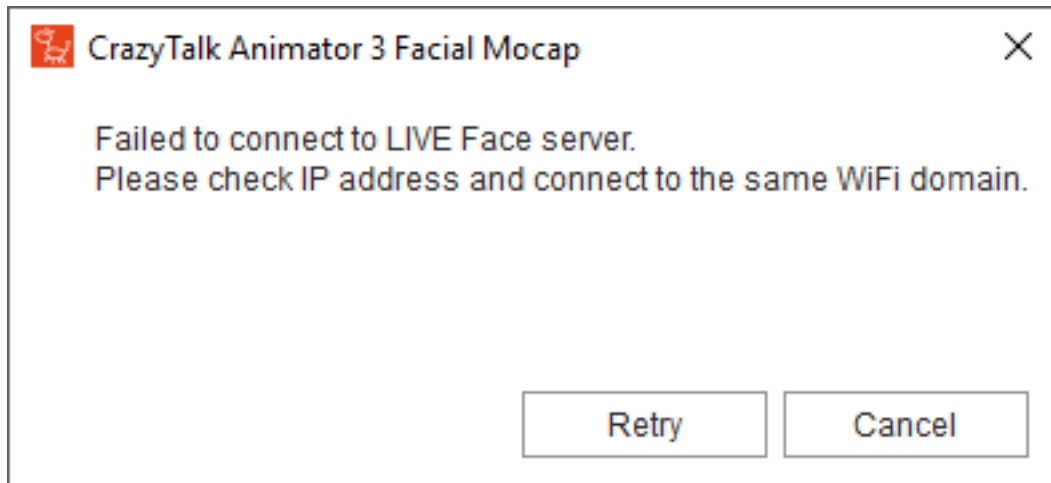 CrazyTalk Animator 3 Facial Mocap
Failed to connect to LIVE Face server.
Please check IP address and connect to the same WiFi domain.
Retry
Cancel